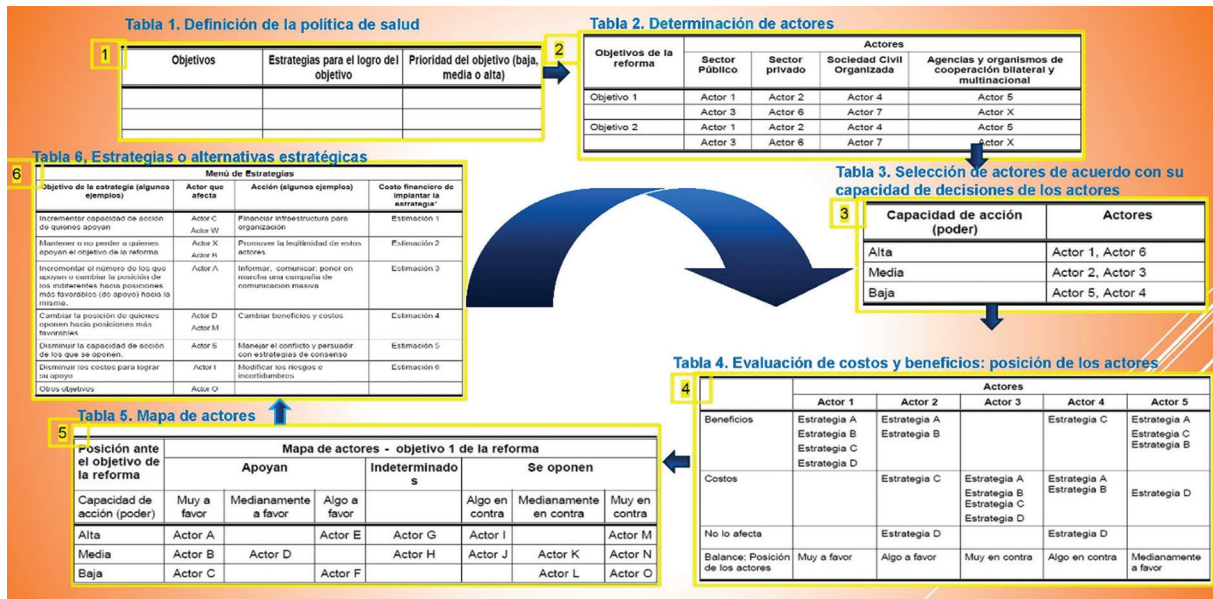 Tabla 1. Definición de la política de salud
1
Objetivos Estrategias para el logro del objetivo Prioridad del objetivo (baja, media o alta)
Tabla 2. Determinación de actores
2
Objetivos de la reforma Actores
Sector Público Sector privado Sociedad Civil Organizada Agencias y organismos de cooperación bilateral y multinacional
Objetivo 1 Actor 1 Actor 2 Actor 4 Actor 5
Actor 3 Actor 6 Actor 7 Actor X
Objetivo 2 Actor 1 Actor 2 Actor 4 Actor 5
Actor 3 Actor 6 Actor 7 Actor X
Tabla 3. Selección de actores de acuerdo con su
capacidad de decisiones de los actores
3
Capacidad de acción (poder) Actores
Alta Actor 1, Actor 6
Media Actor 2, Actor 3
Baja Actor 5, Actor 4
Tabla 4. Evaluación de costos y beneficios: posición de los actores
4
Actores
Actor 1 Actor 2 Actor 3 Actor 4 Actor 5
Beneficios Estrategia A Estrategia A Estrategia C Estrategia A
Estrategia B Estrategia B Estrategia C
Estrategia C Estrategia B
Estrategia D
Costos Estrategia C Estrategia A Estrategia A
Estrategia B Estrategia B Estrategia D
Estrategia C
Estrategia D
No lo afecta Estrategia D Estrategia D
Balance: Posición de los actores Muy a favor Algo a favor Muy en contra Algo en contra Medianamente a favor
Tabla 5. Mapa de actores
5
Posición ante el objetivo de la reforma Mapa de actores - objetivo 1 de la reforma
Apoyan Indeterminados Se oponen
Capacidad de acción (poder) Muy a favor Medianamente a favor Algo a favor Algo en contra Medianamente en contra Muy en contra
Alta Actor A Actor E Actor G Actor I Actor M
Media Actor B Actor D Actor H Actor J Actor K Actor N
Baja Actor C Actor F Actor L Actor O
Tabla 6, Estrategias o alternativas estratégicas
6
Menú de Estrategias
Objetivo de la estrategia (algunos ejemplos) Actor que afecta Acción (algunos ejemplos) Costo financiero de implantar la estrategia*
Incrementar capacidad de acción de quienes apoyan Actor C Actor W Financiar infraestructura para organización Estimación 1
Mantener o no perder a quienes apoyan el objetivo de la reforma Actor X Actor B Promover la legitimidad de estos actores Estimación 2
Incrementar el número de los que apoyan o cambiar la posición de los indiferentes hacia posiciones más favorables (de apoyo) hacia la misma. Actor A Informar, comunicar: poner en marcha una campaña de comunicación masiva Estimación 3
Cambiar la posición de quienes oponen hacia posiciones más favorables Actor D Actor M Cambiar beneficios y costos Estimación 4
Disminuir la capacidad de acción de los que se oponen. Actor S Manejar el conflicto y persuadir con estrategias de consenso Estimación 5
Disminuir los costos para lograr su apoyo Actor I Modificar los riesgos e incertidumbres Estimación 6
Otros objetivos Actor O